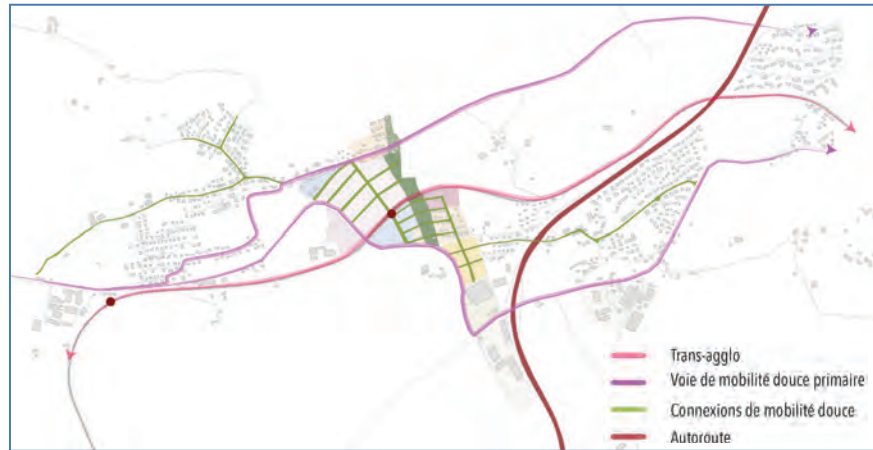 Trans-agglo
Voie de mobilité douce primaire
Connexions de mobilité douce
Autoroute